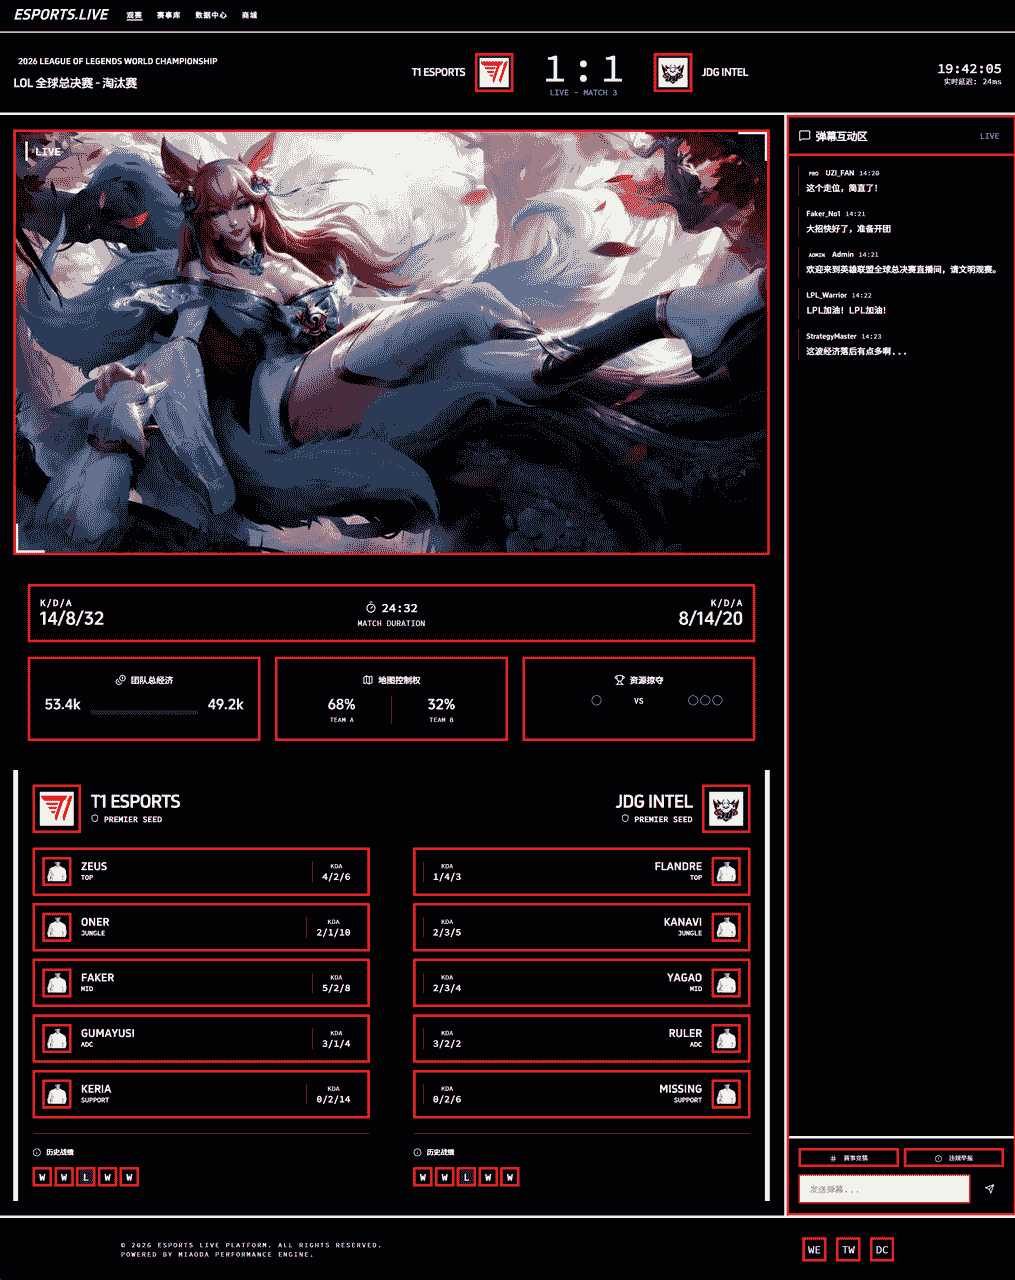 ESPORTS.LIVE 观赛 赛事库 数据中心 商城
2026 LEAGUE OF LEGENDS WORLD CHAMPIONSHIP
LOL 全球总决赛 - 淘汰赛
T1 ESPORTS
1 : 1
LIVE - MATCH 3
JDG INTEL
19:42:05
实时延迟: 24ms
LIVE
弹幕互动区 LIVE
PRO UZI_FAN 14:20
这个走位，简直了！
Faker_No1 14:21
大招快好了，准备开团
ADMIN Admin 14:21
欢迎来到英雄联盟全球总决赛直播间，请文明观赛。
LPL_Warrior 14:22
LPL加油！LPL加油！
StrategyMaster 14:23
这波经济落后有点多啊...
K/D/A
14/8/32
24:32
MATCH DURATION
K/D/A
8/14/20
团队总经济
53.4k 49.2k
地图控制权
68% 32%
TEAM A TEAM B
资源掠夺
VS
T1 ESPORTS
PREMIER SEED
JDG INTEL
PREMIER SEED
ZEUS
TOP
KDA
4/2/6
ONER
JUNGLE
KDA
2/1/10
FAKER
MID
KDA
5/2/8
GUMAYUSI
ADC
KDA
3/1/4
KERIA
SUPPORT
KDA
0/2/14
历史战绩
W W L W W
KDA
1/4/3
FLANDRE
TOP
KDA
2/3/5
KANAVI
JUNGLE
KDA
2/3/4
YAGAO
MID
KDA
3/2/2
RULER
ADC
KDA
0/2/6
MISSING
SUPPORT
历史战绩
W W L W W
# 赛事竞猜
违规举报
发送弹幕...
© 2026 ESPORTS LIVE PLATFORM. ALL RIGHTS RESERVED.
POWERED BY MIAODA PERFORMANCE ENGINE.
WE TW DC